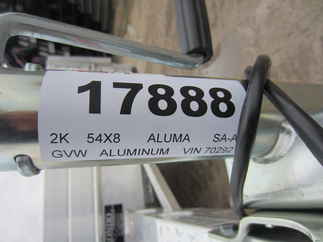 17888
2K 54X8 ALUMA SA-A
GVW ALUMINUM VIN 70292